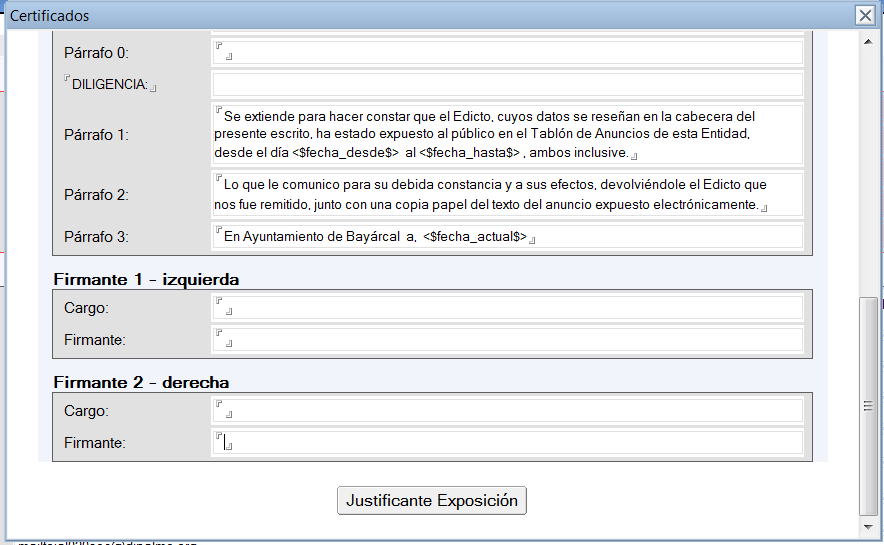 Certificados
Párrafo 0:
DILIGENCIA:
Se extiende para hacer constar que el Edicto, cuyos datos se reseñan en la cabecera del
Párrafo 1:
presente escrito, ha estado expuesto al público en el Tablón de Anuncios de esta Entidad,
desde el día <$fecha_desde$> al <$fecha_hasta$> , ambos inclusive.
Párrafo 2:
Lo que le comunico para su debida constancia y a sus efectos, devolviéndole el Edicto que
nos fue remitido, junto con una copia papel del texto del anuncio expuesto electrónicamente.
Párrafo 3:
En Ayuntamiento de Bayárcal a, <$fecha_actual$>
Firmante 1 - izquierda
Cargo:
Firmante:
Firmante 2 - derecha
Cargo:
Firmante:
Justificante Exposición